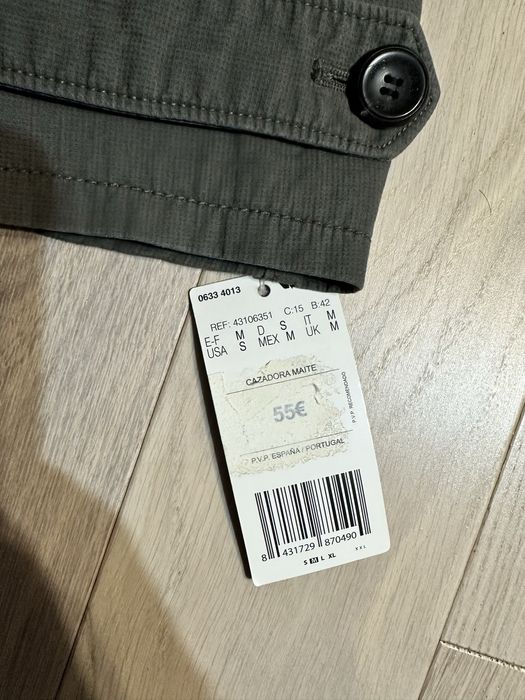 0633 4013
REF: 43106351 C:15 B:42
E-F M D S IT M
USA S MEX M UK M
CAZADORA MAITE
55€
P.V.P. RECOMENDADO
P.V.P. ESPAÑA / PORTUGAL
8 431729 870490
S M L XL XXL